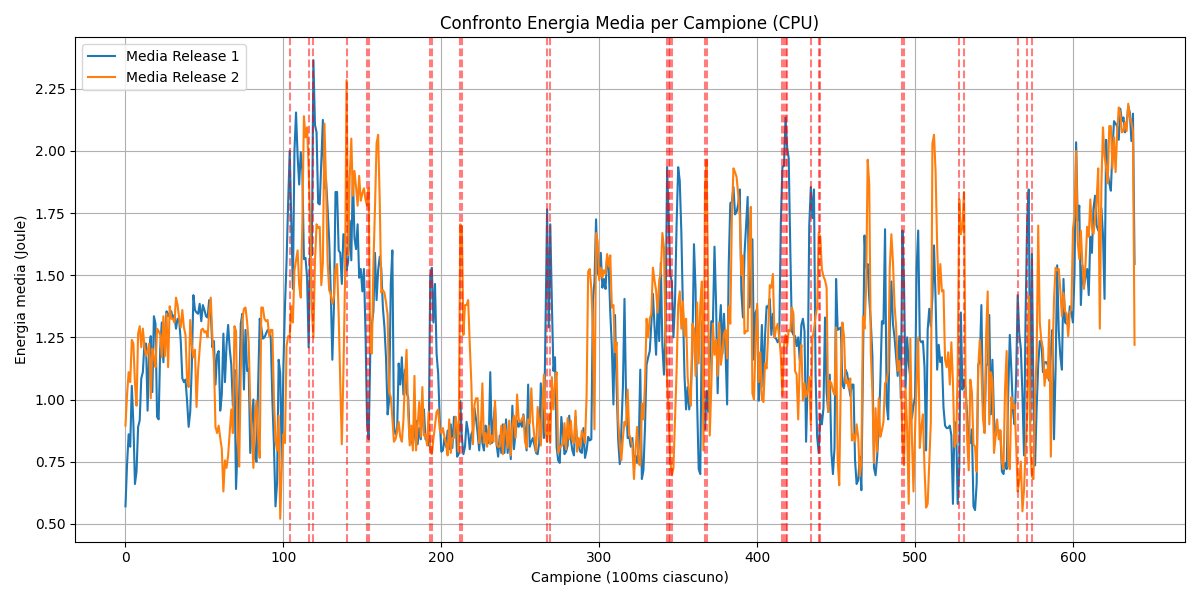 Confronto Energia Media per Campione (CPU)
Media Release 1
Media Release 2
Energia media (Joule)
2.25
2.00
1.75
1.50
1.25
1.00
0.75
0.50
0 100 200 300 400 500 600
Campione (100ms ciascuno)